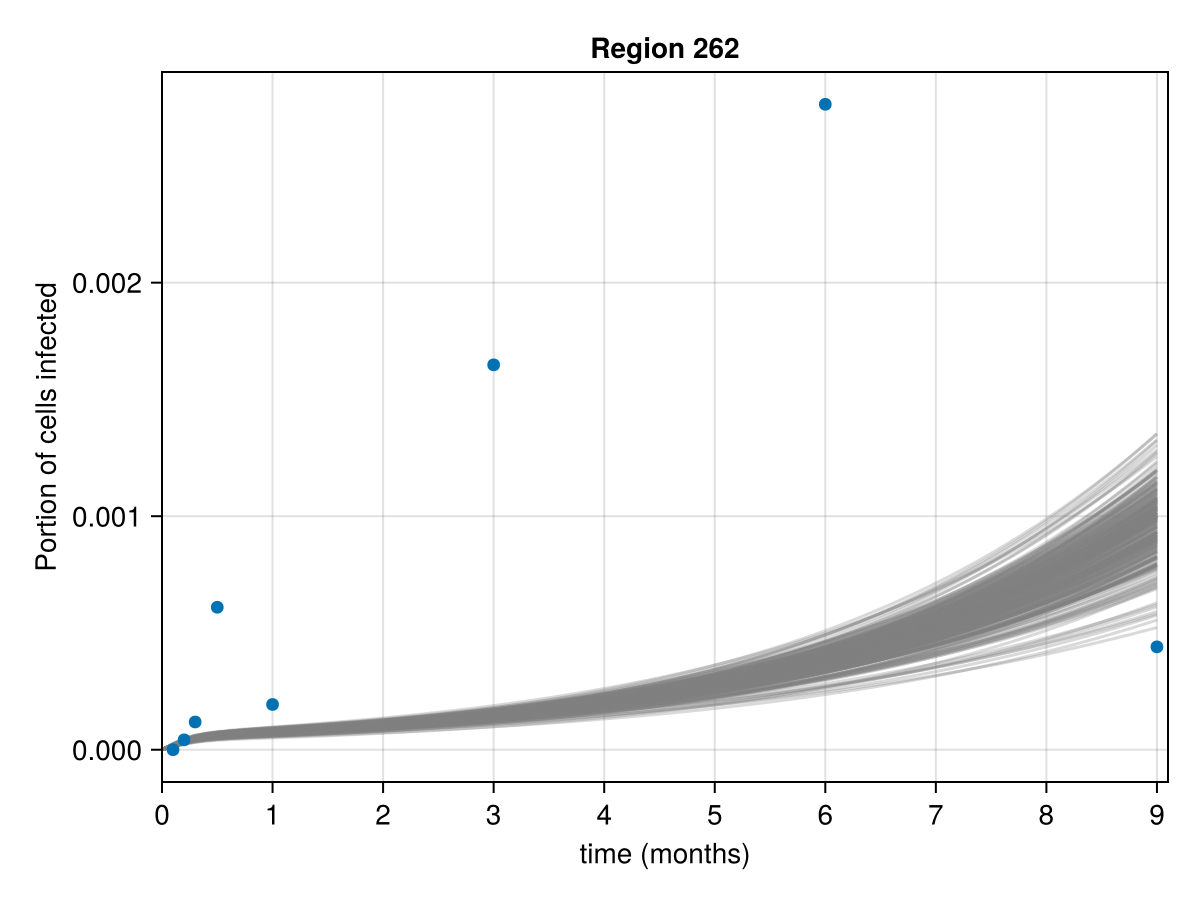 Region 262
Portion of cells infected
0.002
0.001
0.000
0 1 2 3 4 5 6 7 8 9
time (months)